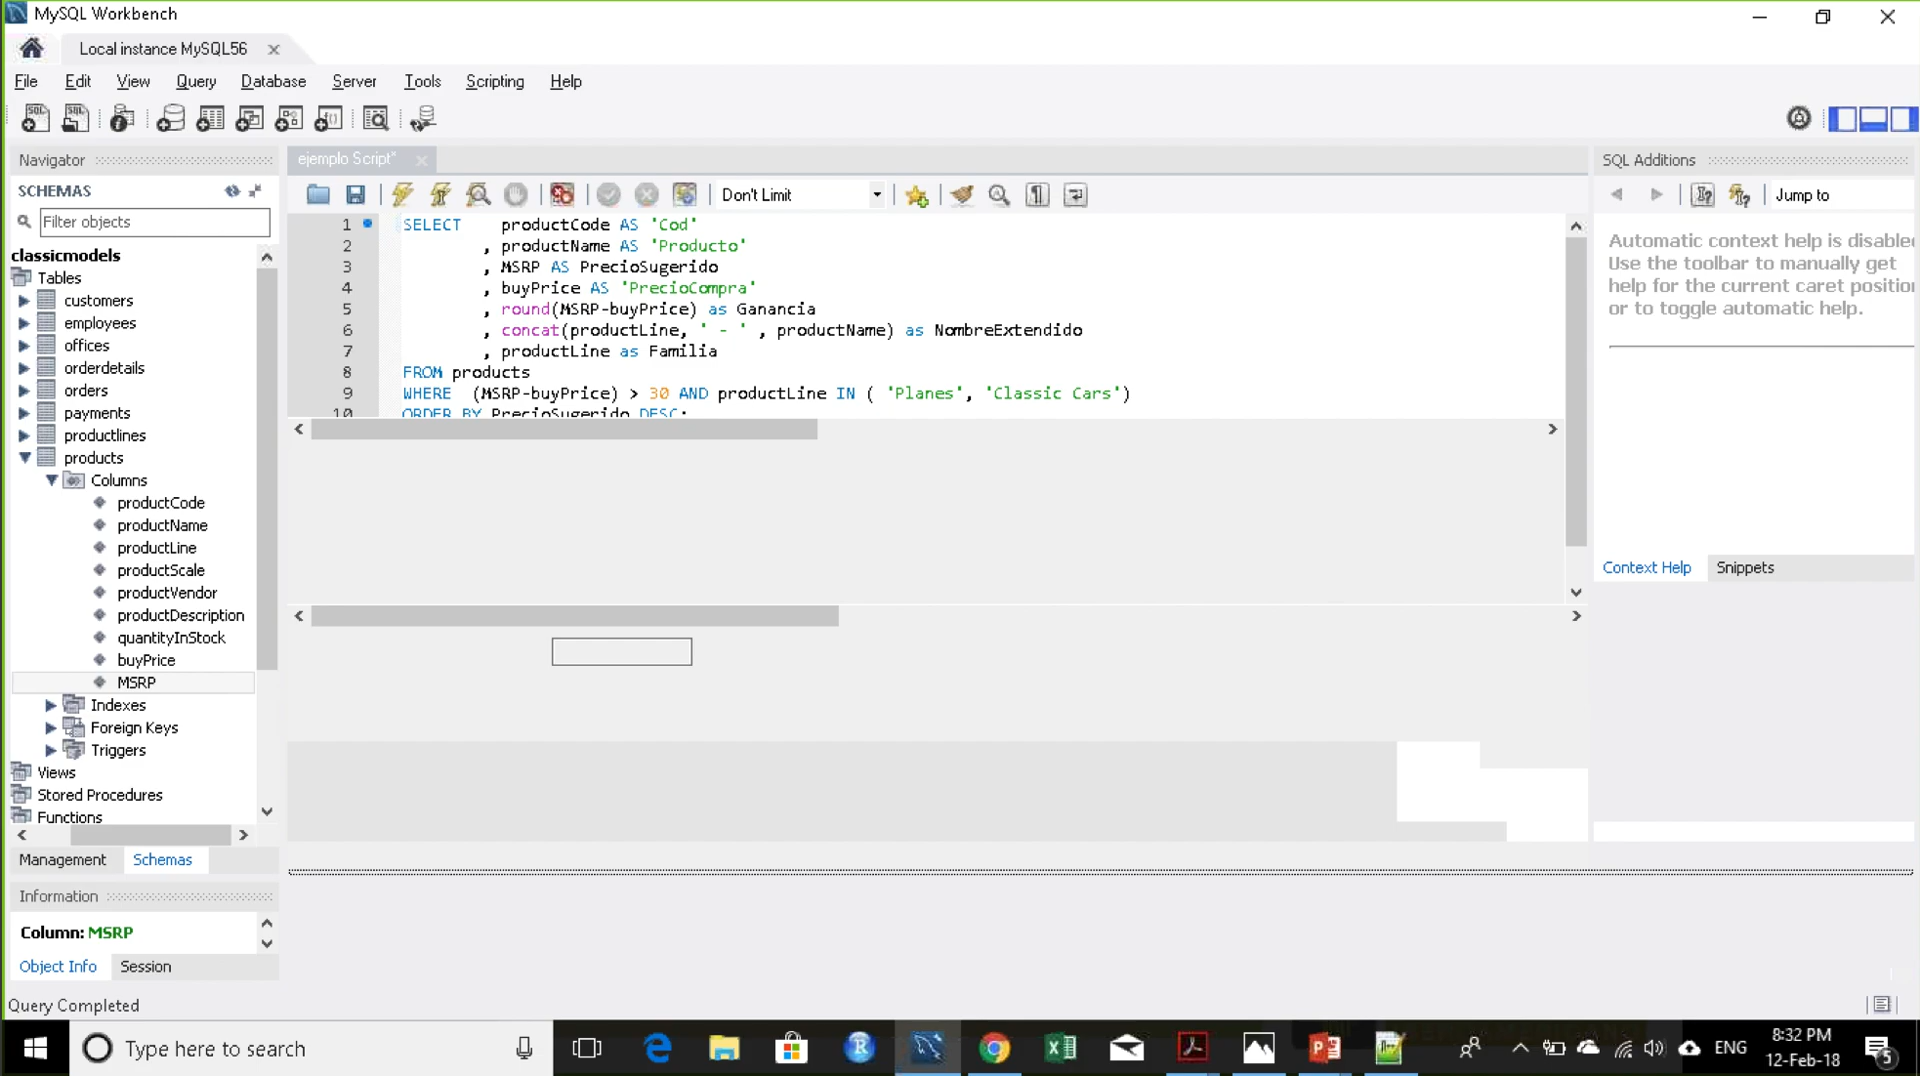 MySQL Workbench
Local instance MySQL56
File Edit View Query Database Server Tools Scripting Help
Navigator
SCHEMAS
Filter objects
classicmodels
Tables
customers
employees
offices
orderdetails
orders
payments
productlines
products
Columns
productCode
productName
productLine
productScale
productVendor
productDescription
quantityInStock
buyPrice
MSRP
Indexes
Foreign Keys
Triggers
Views
Stored Procedures
Functions
Management Schemas
Information
Column: MSRP
Object Info Session
Query Completed
ejemplo Script*
Don't Limit
1 SELECT productCode AS 'Cod'
2 , productName AS 'Producto'
3 , MSRP AS PrecioSugerido
4 , buyPrice AS 'PrecioCompra'
5 , round(MSRP-buyPrice) as Ganancia
6 , concat(productLine, ' - ' , productName) as NombreExtendido
7 , productLine as Familia
8 FROM products
9 WHERE (MSRP-buyPrice) > 30 AND productLine IN ( 'Planes', 'Classic Cars')
10 ORDER BY PrecioSugerido DESC;
SQL Additions
Jump to
Automatic context help is disable
Use the toolbar to manually get
help for the current caret position
or to toggle automatic help.
Context Help Snippets
Type here to search
ENG
8:32 PM
12-Feb-18
5